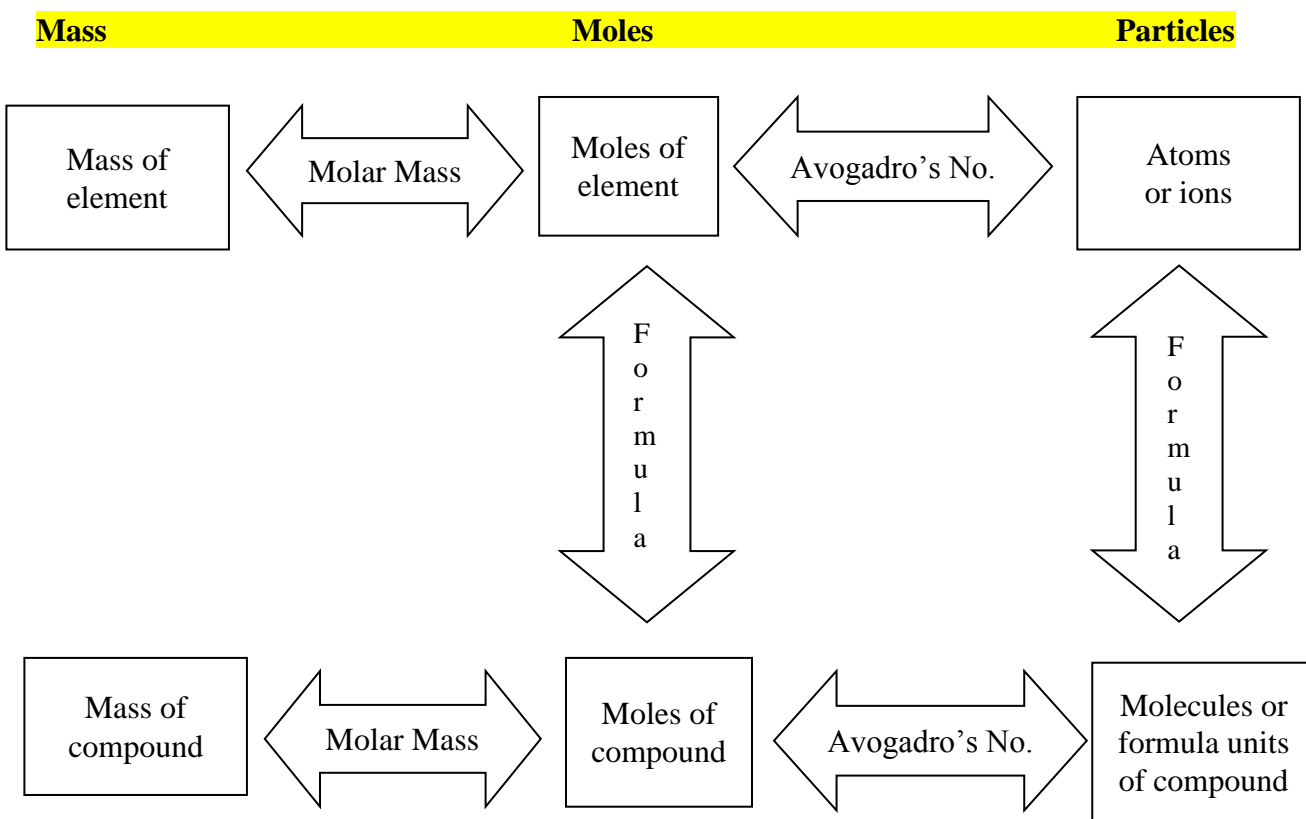 Mass Moles Particles
Mass of
element
Molar Mass
Moles of
element
Avogadro's No.
Atoms
or ions
F
o
r
m
u
l
a
F
o
r
m
u
l
a
Mass of
compound
Molar Mass
Moles of
compound
Avogadro's No.
Molecules or
formula units
of compound